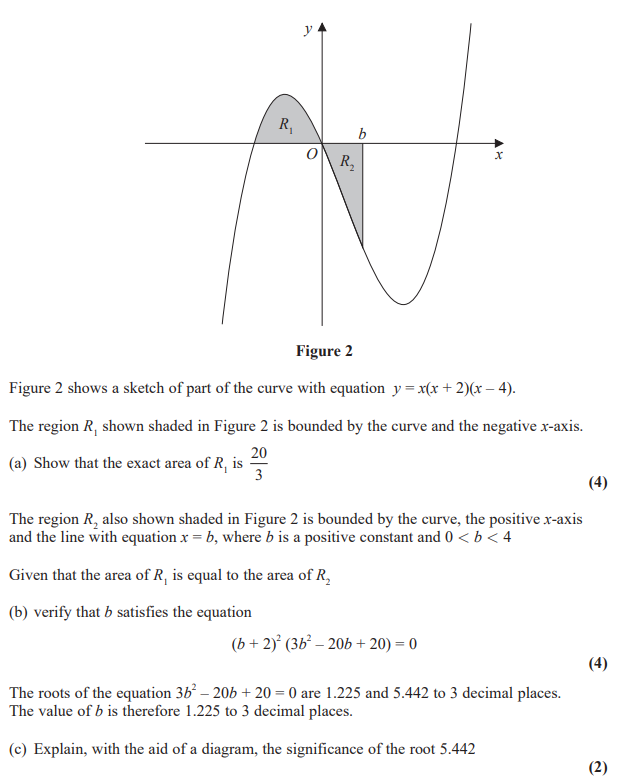 y
R₁
b
O
R₂
x
Figure 2
Figure 2 shows a sketch of part of the curve with equation y = x(x + 2)(x – 4).
The region R₁ shown shaded in Figure 2 is bounded by the curve and the negative x-axis.
(a) Show that the exact area of R₁ is 20/3
(4)
The region R₂ also shown shaded in Figure 2 is bounded by the curve, the positive x-axis
and the line with equation x = b, where b is a positive constant and 0 < b < 4
Given that the area of R₁ is equal to the area of R₂
(b) verify that b satisfies the equation
(b + 2)² (3b² – 20b + 20) = 0
(4)
The roots of the equation 3b² – 20b + 20 = 0 are 1.225 and 5.442 to 3 decimal places.
The value of b is therefore 1.225 to 3 decimal places.
(c) Explain, with the aid of a diagram, the significance of the root 5.442
(2)